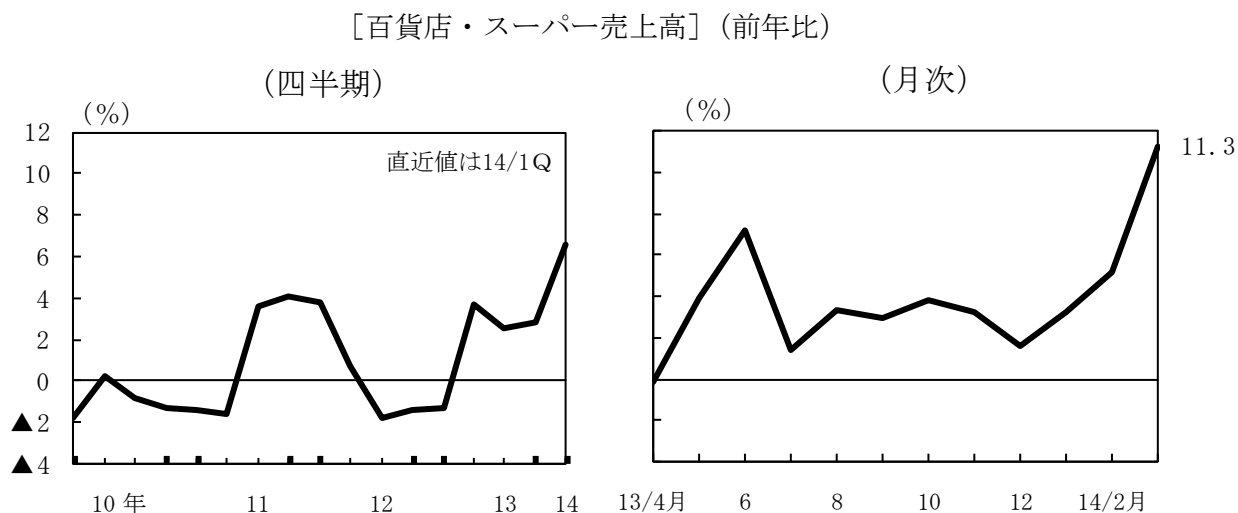 ［百貨店・スーパー売上高］（前年比）
（四半期）
（％）
12
10
8
6
4
2
0
▲2
▲4
直近値は14/1Ｑ
10 年
11
12
13
14
（月次）
（％）
11.3
13/4月
6
8
10
12
14/2月